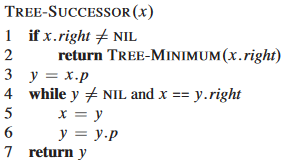 TREE-SUCCESSOR(x)
1 if x.right ≠ NIL
2 return TREE-MINIMUM(x.right)
3 y = x.p
4 while y ≠ NIL and x == y.right
5 x = y
6 y = y.p
7 return y